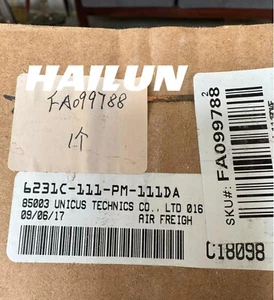 HAILUN
FA099788
1个
6231C-111-PM-111DA
85003 UNICUS TECHNICS CO., LTD 016
09/06/17 AIR FREIGH
SKU#: FA099788
2
C18098